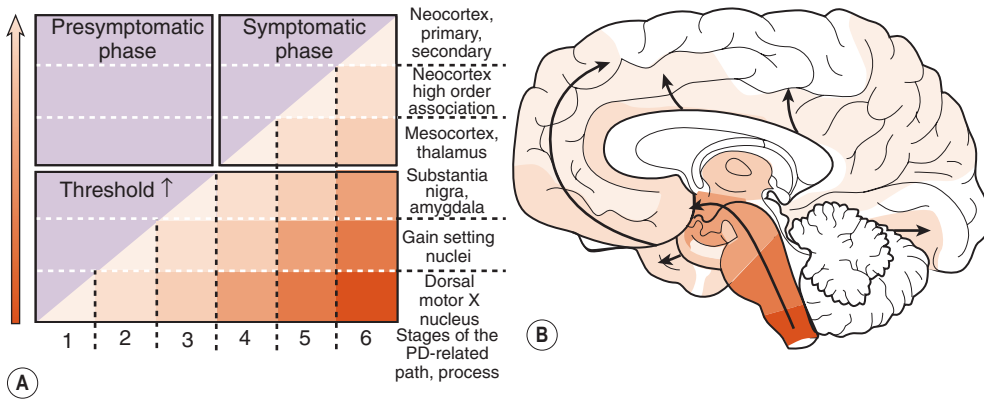 Presymptomatic
phase
Symptomatic
phase
Neocortex,
primary,
secondary
Neocortex
high order
association
Mesocortex,
thalamus
Threshold ↑
Substantia
nigra,
amygdala
Gain setting
nuclei
Dorsal
motor X
nucleus
1 2 3 4 5 6
Stages of the
PD-related
path, process
A
B